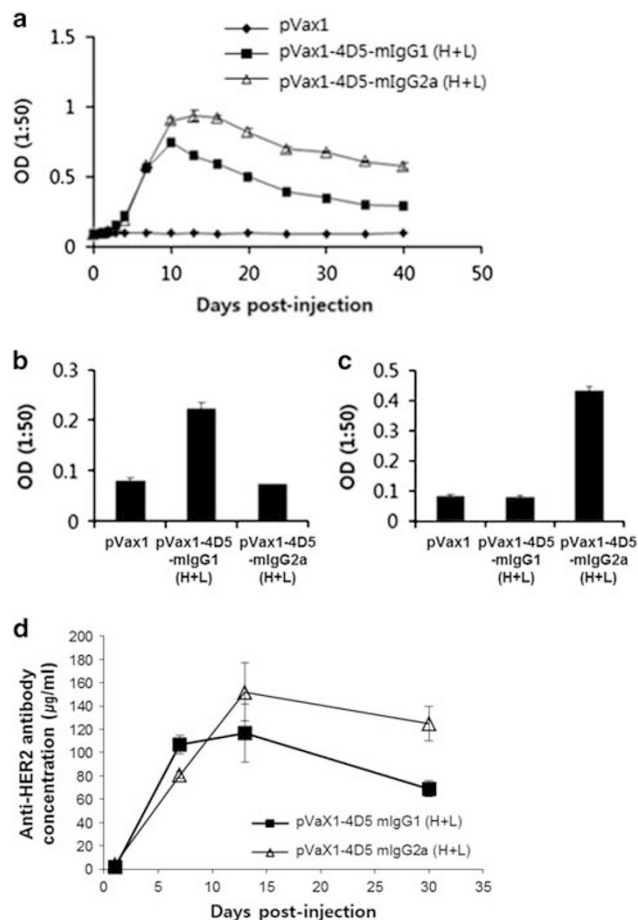 a
pVax1
pVax1-4D5-mIgG1 (H+L)
pVax1-4D5-mIgG2a (H+L)
OD (1:50)
1.5
1
0.5
0
0 10 20 30 40 50
Days post-injection
b
OD (1:50)
0.3
0.2
0.1
0
pVax1 pVax1-4D5 pVax1-4D5
-mIgG1 -mIgG2a
(H+L) (H+L)
c
OD (1:50)
0.5
0.4
0.3
0.2
0.1
0
pVax1 pVax1-4D5 pVax1-4D5
-mIgG1 -mIgG2a
(H+L) (H+L)
d
Anti-HER2 antibody
concentration (µg/ml)
200
180
160
140
120
100
80
60
40
20
0
pVaX1-4D5 mIgG1 (H+L)
pVaX1-4D5 mIgG2a (H+L)
0 5 10 15 20 25 30 35
Days post-injection